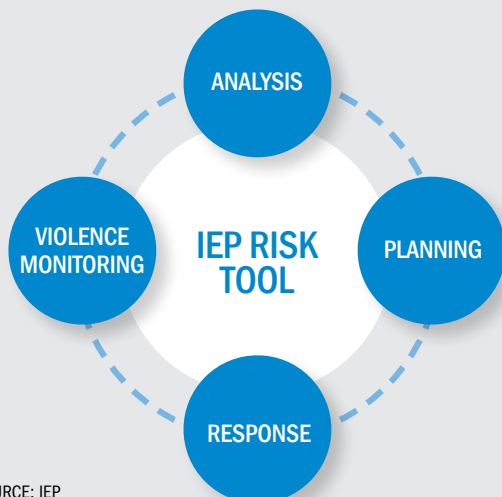 ANALYSIS
VIOLENCE
MONITORING
IEP RISK
TOOL
PLANNING
RESPONSE
URCE: IEP